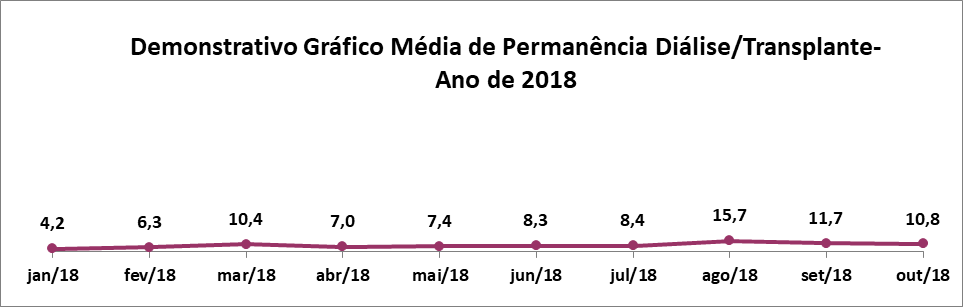 Demonstrativo Gráfico Média de Permanência Diálise/Transplante-
Ano de 2018
4,2 6,3 10,4 7,0 7,4 8,3 8,4 15,7 11,7 10,8
jan/18 fev/18 mar/18 abr/18 mai/18 jun/18 jul/18 ago/18 set/18 out/18